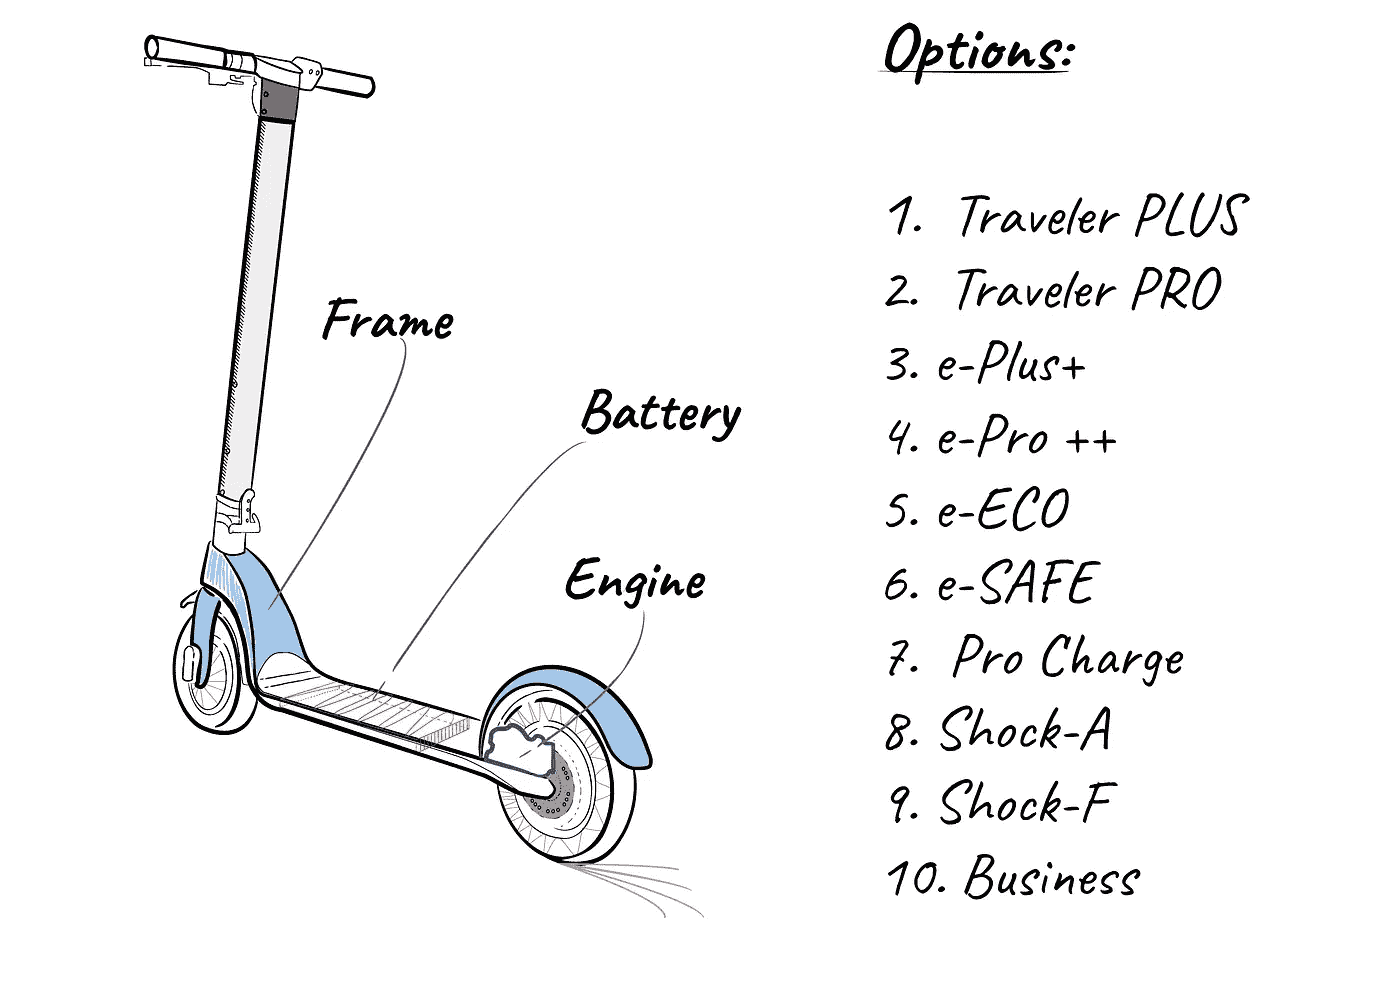 Options:
Frame
Battery
Engine
1. Traveler PLUS
2. Traveler PRO
3. e-Plus+
4. e-Pro ++
5. e-ECO
6. e-SAFE
7. Pro Charge
8. Shock-A
9. Shock-F
10. Business